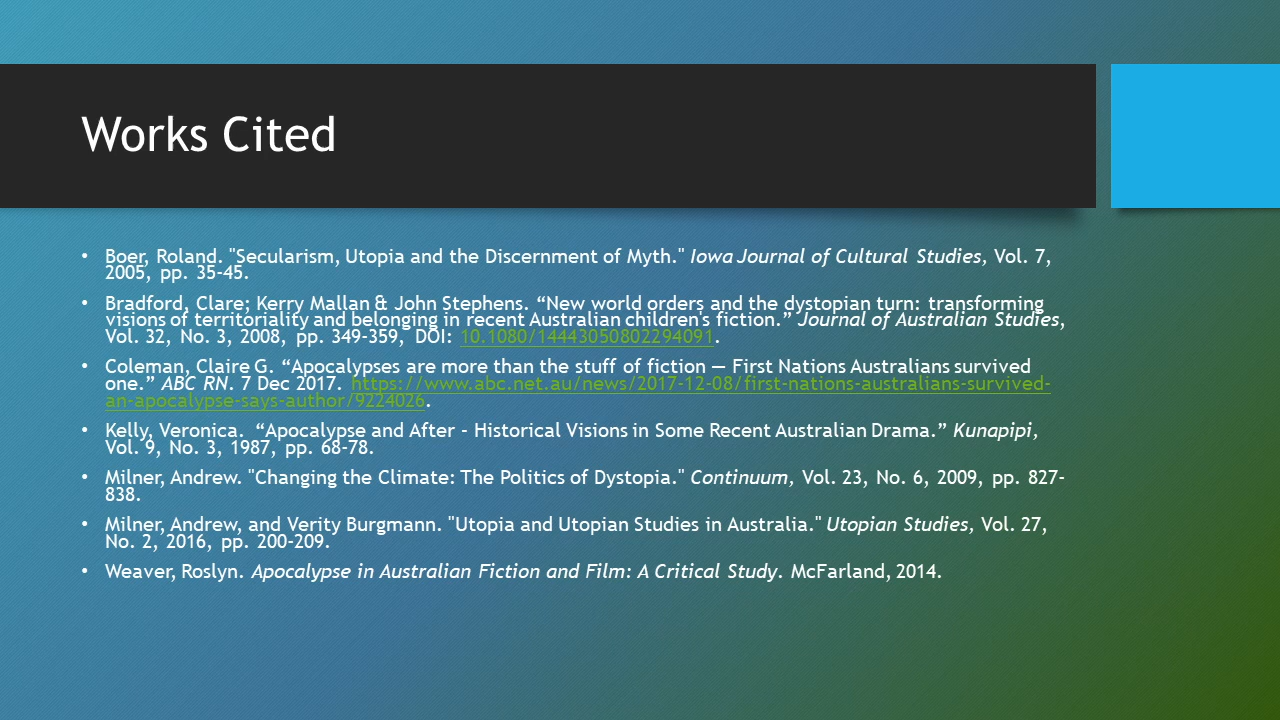 Works Cited
• Boer, Roland. "Secularism, Utopia and the Discernment of Myth." Iowa Journal of Cultural Studies, Vol. 7,
2005, pp. 35-45.
• Bradford, Clare; Kerry Mallan & John Stephens. “New world orders and the dystopian turn: transforming
visions of territoriality and belonging in recent Australian children's fiction.” Journal of Australian Studies,
Vol. 32, No. 3, 2008, pp. 349-359, DOI: 10.1080/14443050802294091.
• Coleman, Claire G. “Apocalypses are more than the stuff of fiction — First Nations Australians survived
one.” ABC RN. 7 Dec 2017. https://www.abc.net.au/news/2017-12-08/first-nations-australians-survived-
an-apocalypse-says-author/9224026.
• Kelly, Veronica. “Apocalypse and After - Historical Visions in Some Recent Australian Drama.” Kunapipi,
Vol. 9, No. 3, 1987, pp. 68-78.
• Milner, Andrew. "Changing the Climate: The Politics of Dystopia." Continuum, Vol. 23, No. 6, 2009, pp. 827-
838.
• Milner, Andrew, and Verity Burgmann. "Utopia and Utopian Studies in Australia." Utopian Studies, Vol. 27,
No. 2, 2016, pp. 200-209.
• Weaver, Roslyn. Apocalypse in Australian Fiction and Film: A Critical Study. McFarland, 2014.